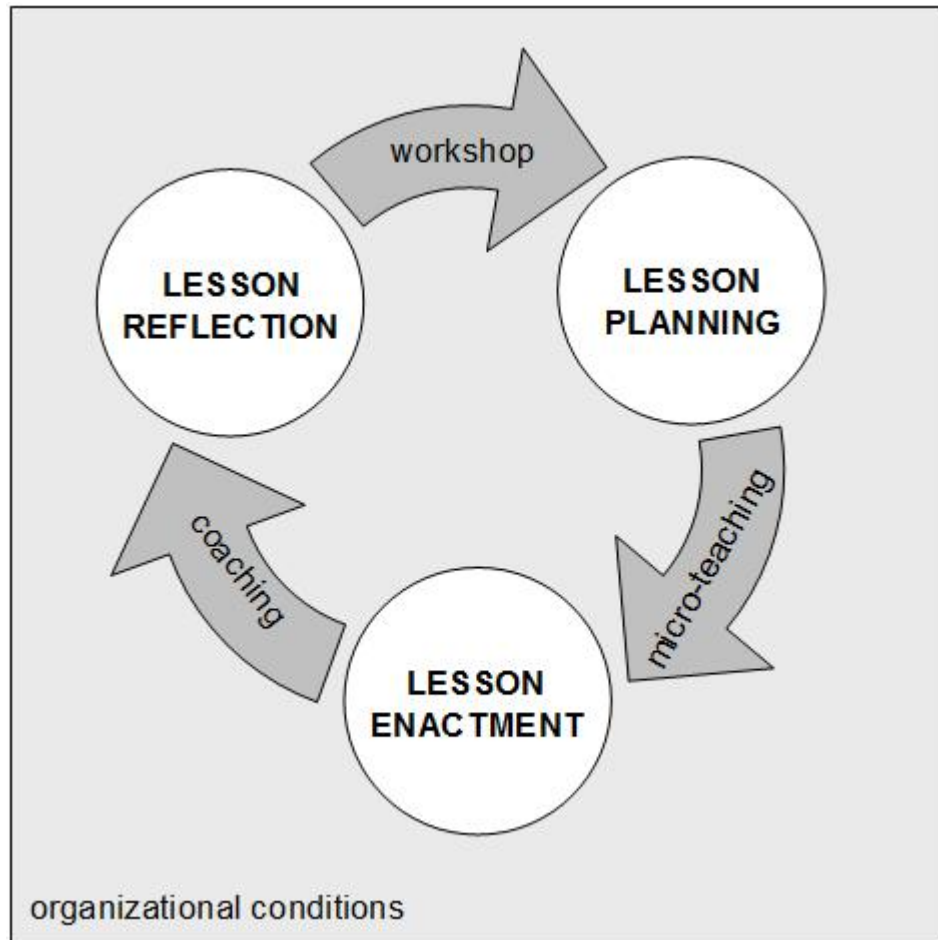 workshop
LESSON
REFLECTION
LESSON
PLANNING
micro-teaching
coaching
LESSON
ENACTMENT
organizational conditions